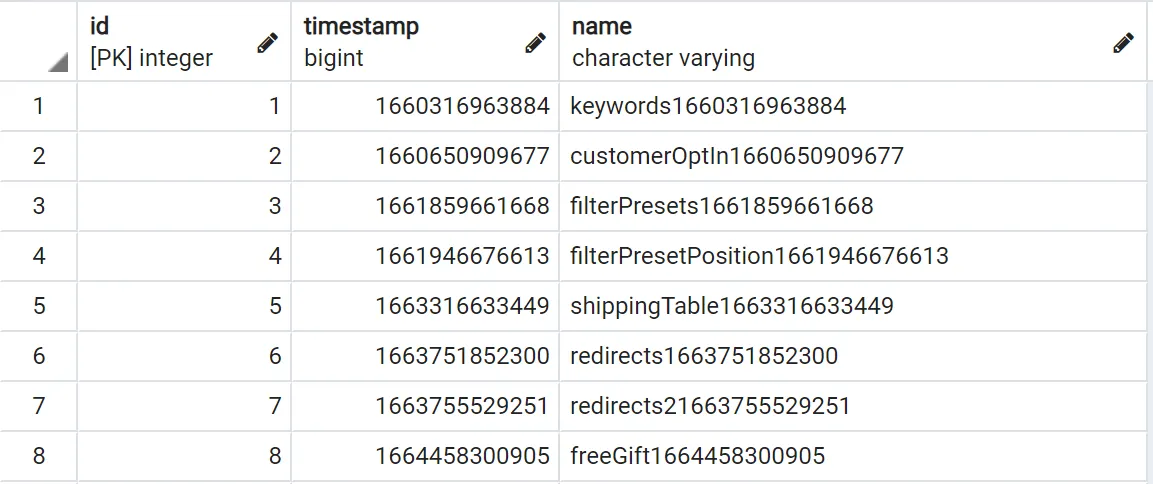 id timestamp name
[PK] integer bigint character varying
1 1 1660316963884 keywords1660316963884
2 2 1660650909677 customerOptIn1660650909677
3 3 1661859661668 filterPresets1661859661668
4 4 1661946676613 filterPresetPosition1661946676613
5 5 1663316633449 shippingTable1663316633449
6 6 1663751852300 redirects1663751852300
7 7 1663755529251 redirects21663755529251
8 8 1664458300905 freeGift1664458300905